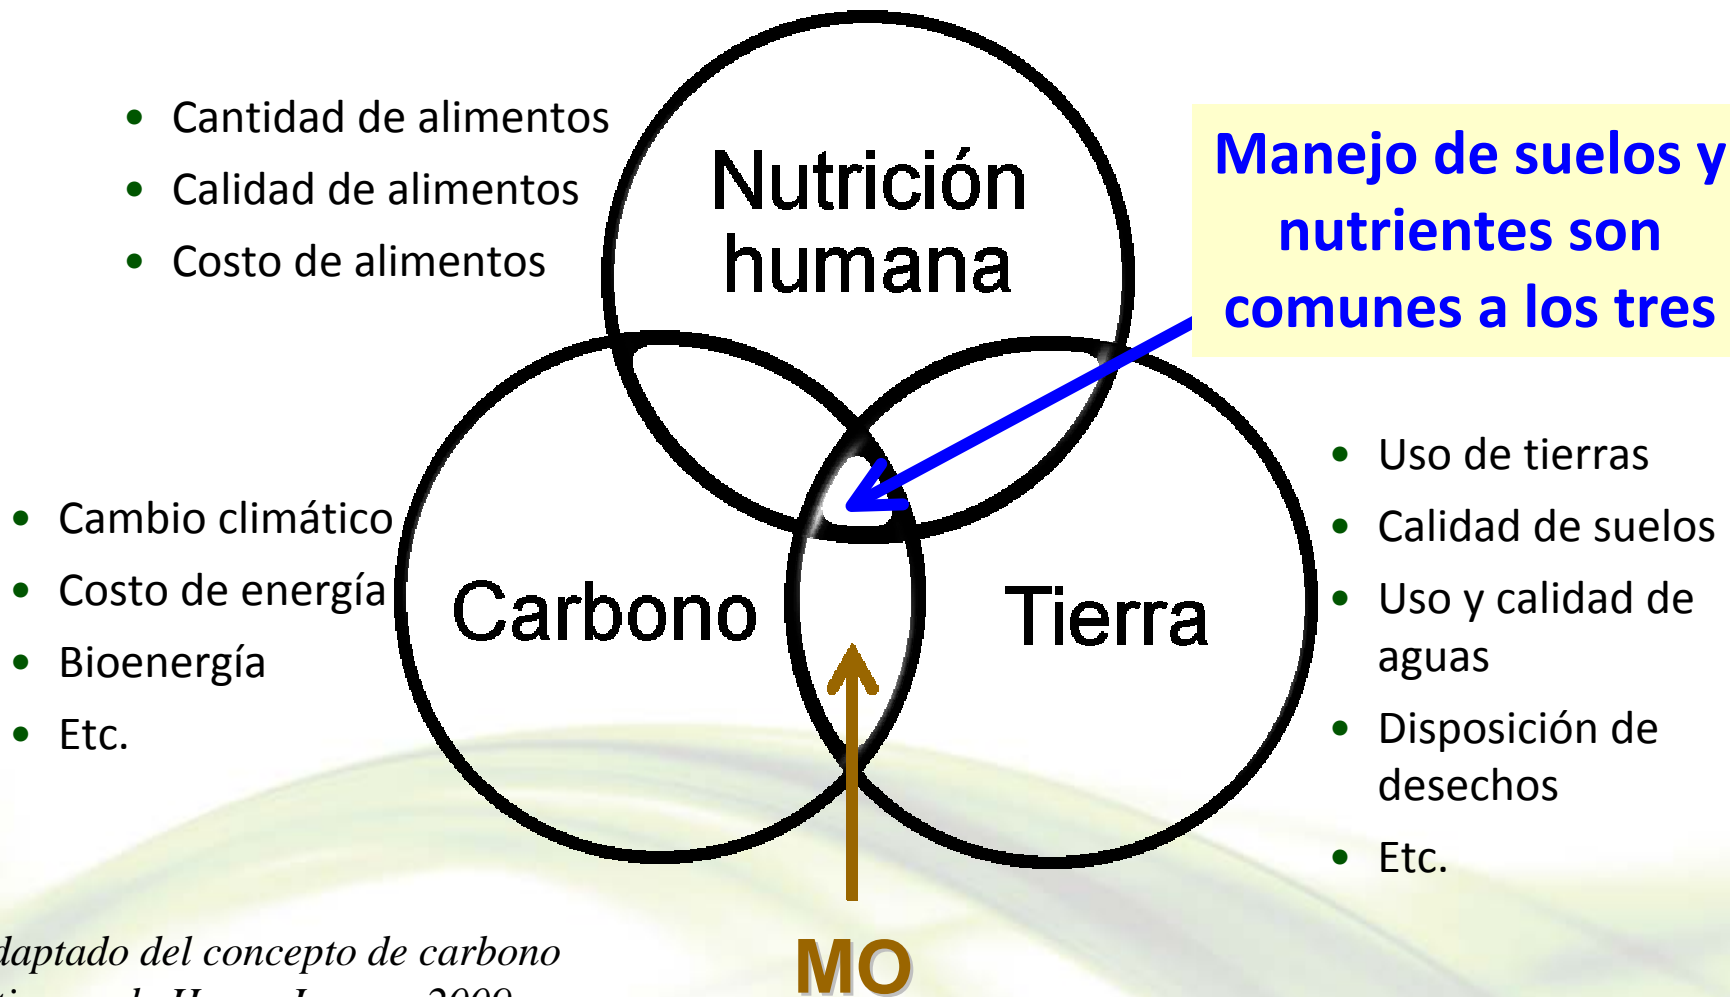 • Cantidad de alimentos
• Calidad de alimentos
• Costo de alimentos
Nutrición
humana
Manejo de suelos y
nutrientes son
comunes a los tres
• Cambio climático
• Costo de energía
• Bioenergía
• Etc.
Carbono
Tierra
• Uso de tierras
• Calidad de suelos
• Uso y calidad de
aguas
• Disposición de
desechos
• Etc.
MO
daptado del concepto de carbono
2009